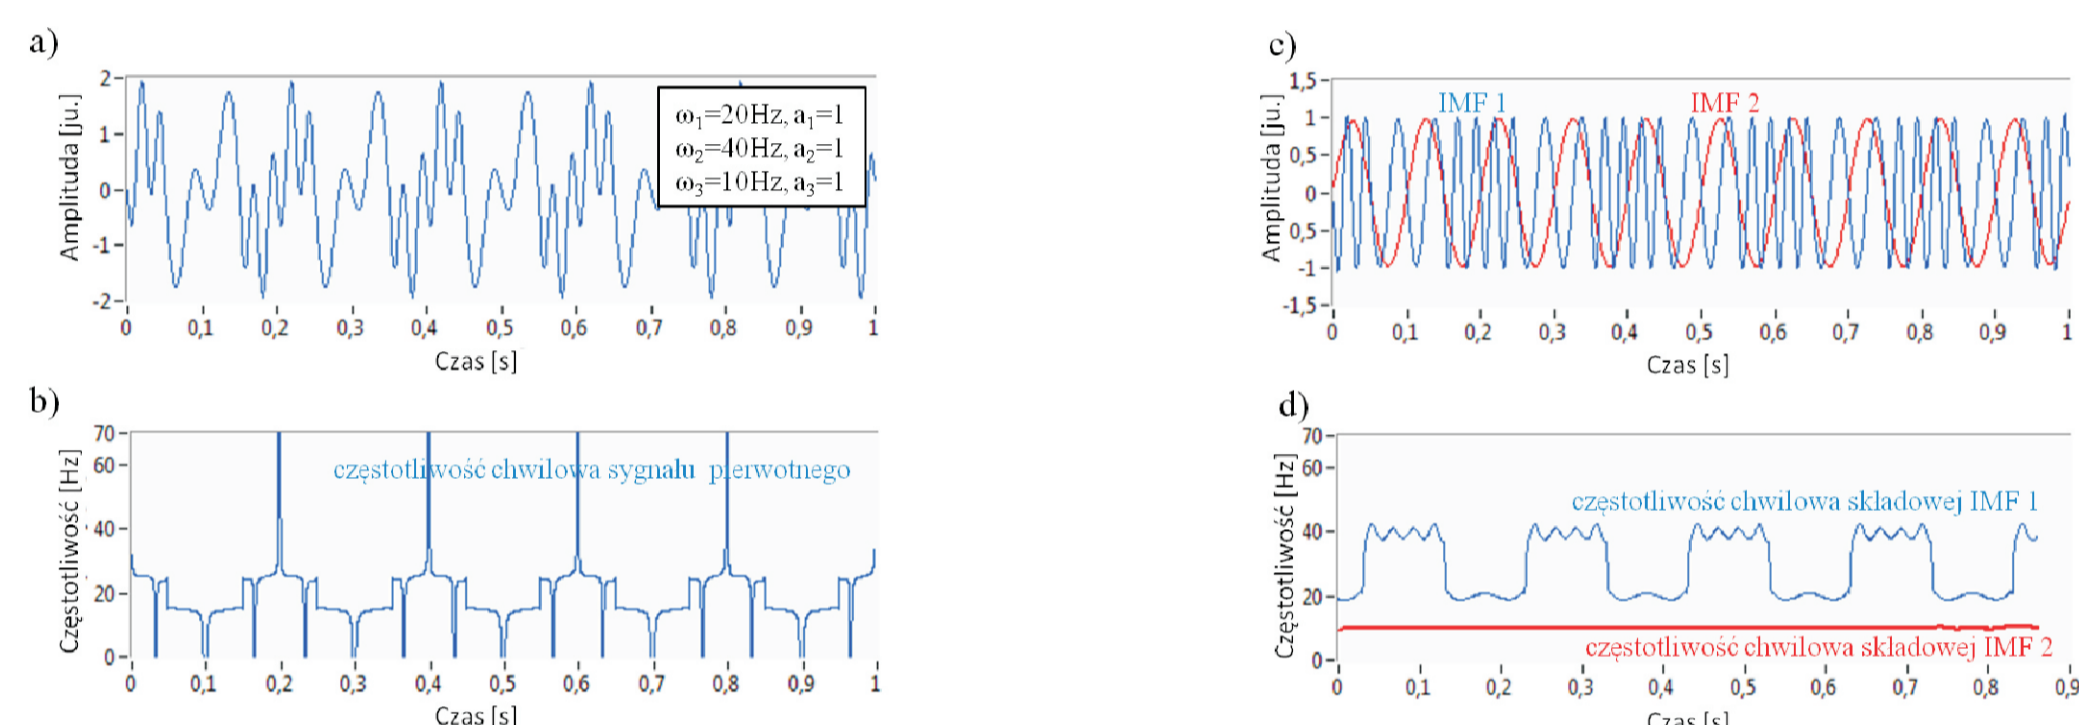 a)
Amplituda [j.u.]
2
1
0
-1
-2
ω₁=20Hz, a₁=1
ω₂=40Hz, a₂=1
ω₃=10Hz, a₃=1
0 0,1 0,2 0,3 0,4 0,5 0,6 0,7 0,8 0,9 1
Czas [s]
b)
Częstotliwość [Hz]
70
60
40
20
0
częstotliwość chwilowa sygnału pierwotnego
0 0,1 0,2 0,3 0,4 0,5 0,6 0,7 0,8 0,9 1
Czas [s]
c)
Amplituda [j.u.]
1,5
1
0,5
0
0,5
-1
-1,5
IMF 1 IMF 2
0 0,1 0,2 0,3 0,4 0,5 0,6 0,7 0,8 0,9 1
Czas [s]
d)
Częstotliwość [Hz]
70
60
40
20
0
częstotliwość chwilowa składowej IMF 1
częstotliwość chwilowa składowej IMF 2
0 0,1 0,2 0,3 0,4 0,5 0,6 0,7 0,8 0,9
Czas [s]